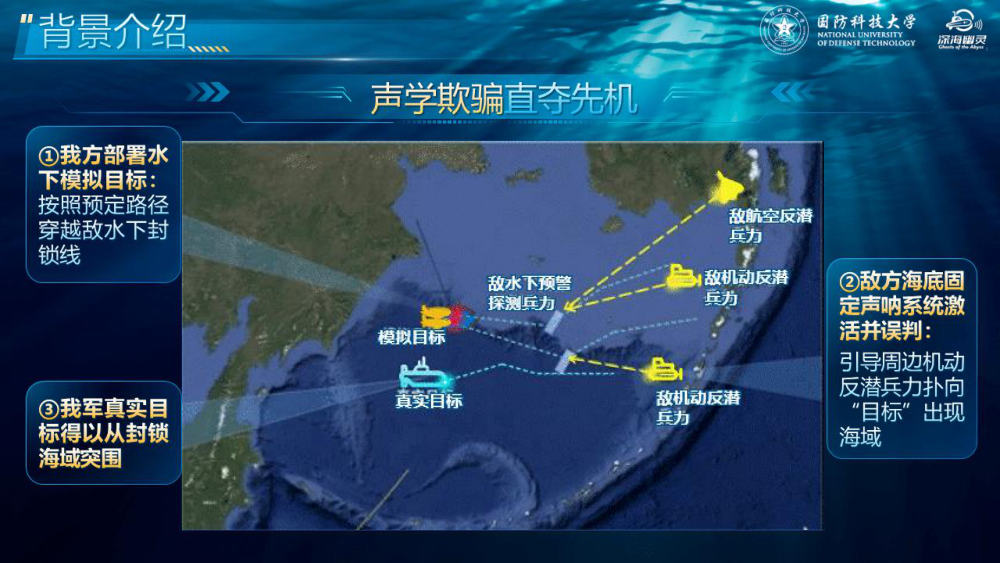 背景介绍
国防科技大学
NATIONAL UNIVERSITY
OF DEFENSE TECHNOLOGY
深海幽灵
Ghosts of the Abyss
声学欺骗直夺先机
①我方部署水
下模拟目标：
按照预定路径
穿越敌水下封
锁线
③我军真实目
标得以从封锁
海域突围
敌航空反潜
兵力
敌水下预警
探测兵力
敌机动反潜
兵力
模拟目标
真实目标
敌机动反潜
兵力
②敌方海底固
定声呐系统激
活并误判：
引导周边机动
反潜兵力扑向
“目标”出现
海域